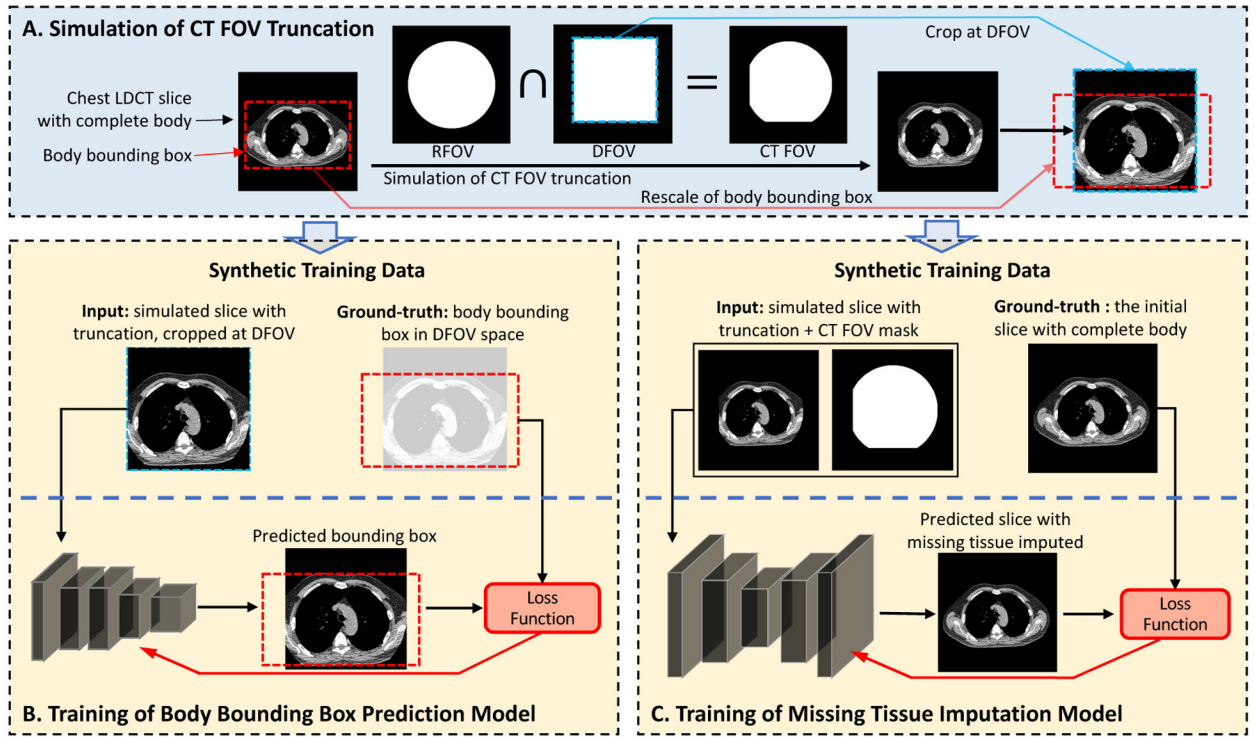 A. Simulation of CT FOV Truncation
Chest LDCT slice
with complete body
Body bounding box
RFOV
∩
DFOV
=
CT FOV
Simulation of CT FOV truncation
Crop at DFOV
Rescale of body bounding box
Synthetic Training Data
Input: simulated slice with
truncation, cropped at DFOV
Ground-truth: body bounding
box in DFOV space
Predicted bounding box
Loss
Function
B. Training of Body Bounding Box Prediction Model
Synthetic Training Data
Input: simulated slice with
truncation + CT FOV mask
Ground-truth : the initial
slice with complete body
Predicted slice with
missing tissue imputed
Loss
Function
C. Training of Missing Tissue Imputation Model